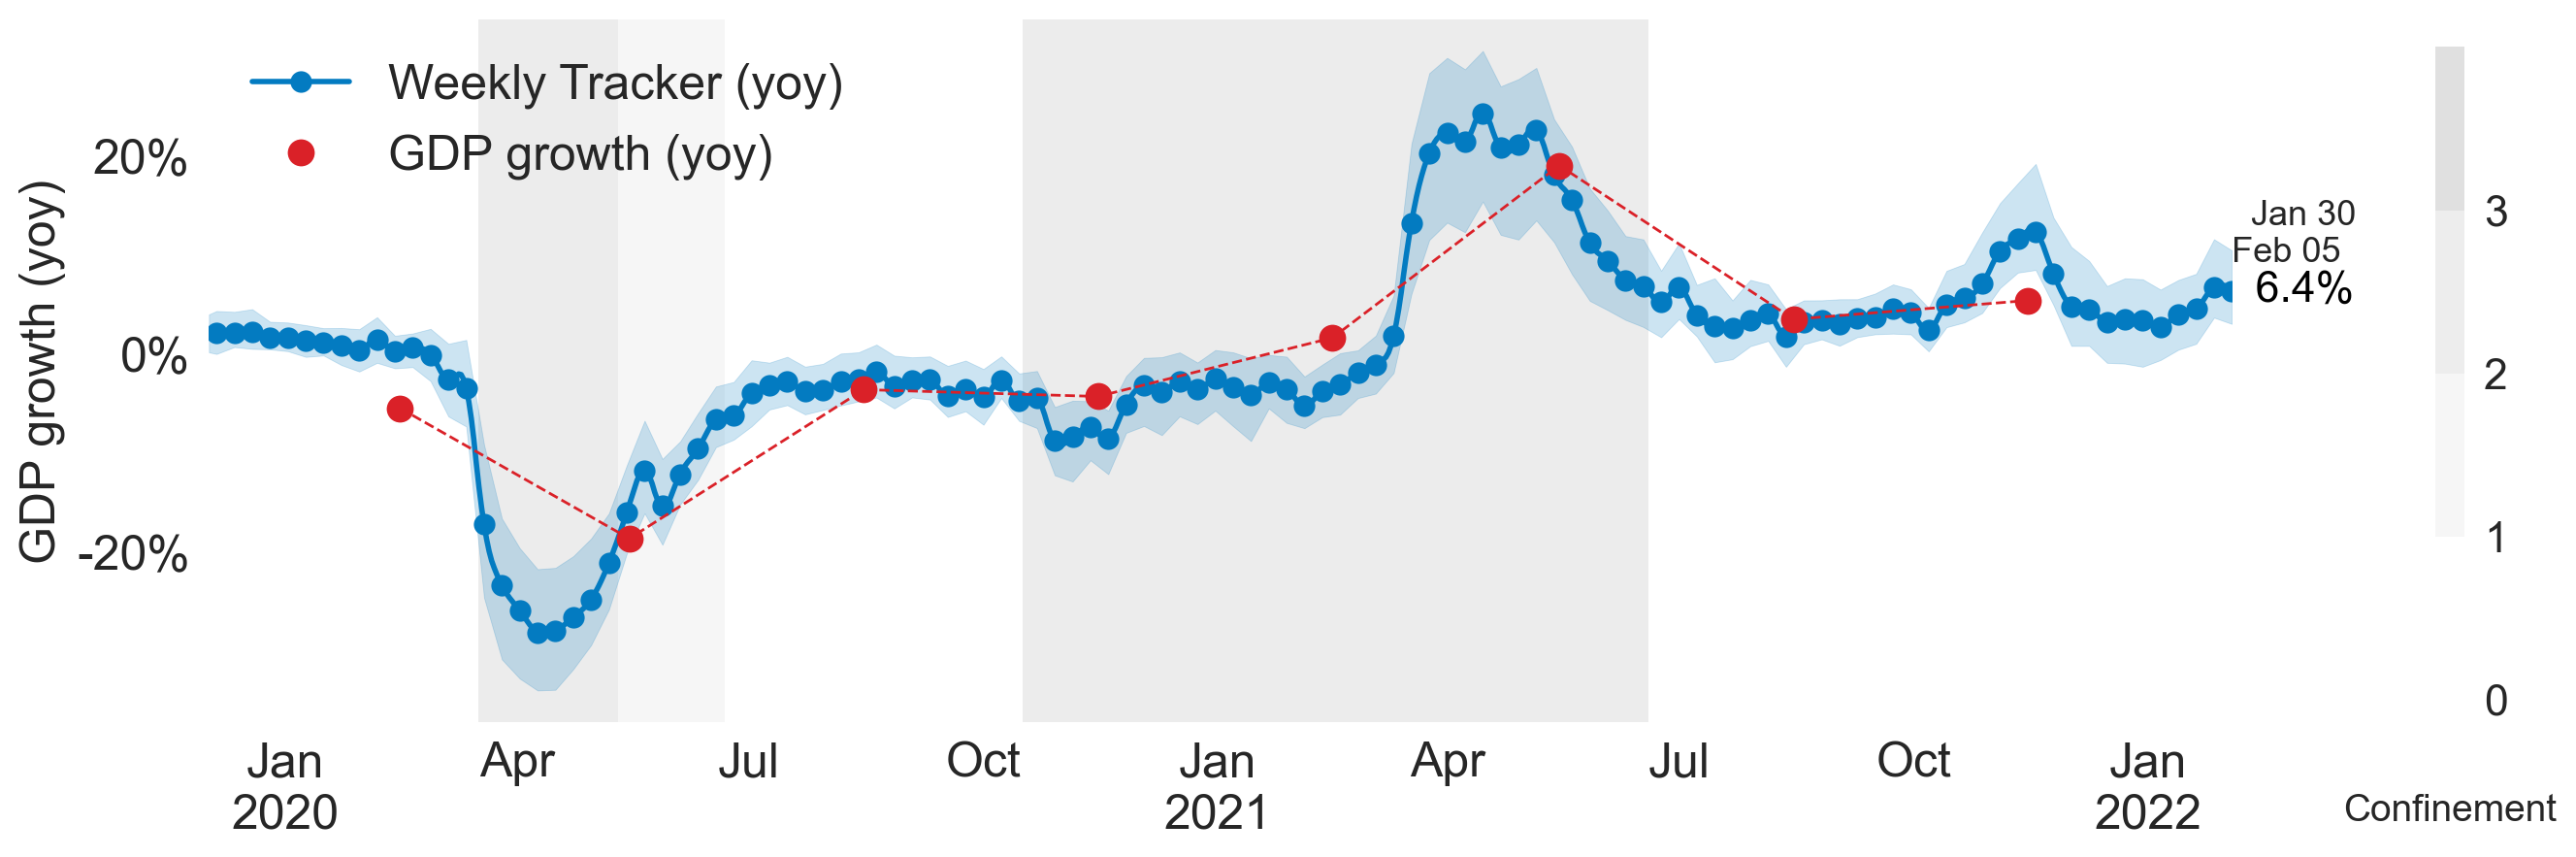 Weekly Tracker (yoy)
GDP growth (yoy)
GDP growth (yoy)
20%
0%
-20%
Jan 30
Feb 05
6.4%
3
2
1
0
Jan Apr Jul Oct Jan Apr Jul Oct Jan
2020 2021 2022
Confinement